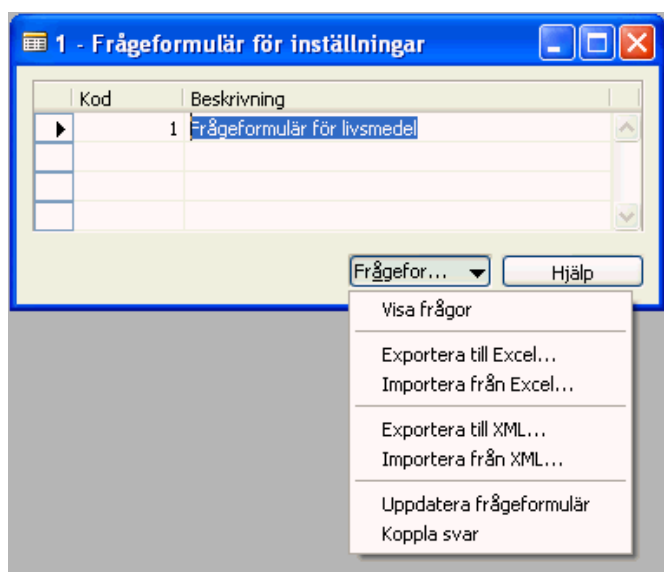 1 - Frågeformulär för inställningar
Kod Beskrivning
1 Frågeformulär för livsmedel
Frågefor... Hjälp
Visa frågor
Exportera till Excel...
Importera från Excel...
Exportera till XML...
Importera från XML...
Uppdatera frågeformulär
Koppla svar